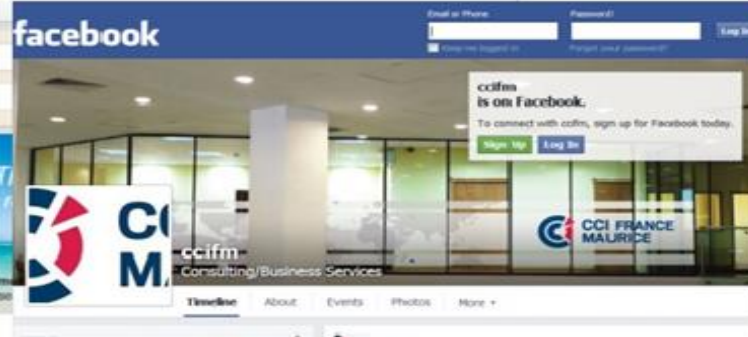 facebook
Email or Phone
Password
Log In
Keep me logged in
Forgot your password?
ccifm
is on Facebook.
To connect with ccifm, sign up for Facebook today.
Sign Up
Log In
CCI FRANCE
MAURICE
ccifm
Consulting/Business Services
Timeline
About
Events
Photos
More